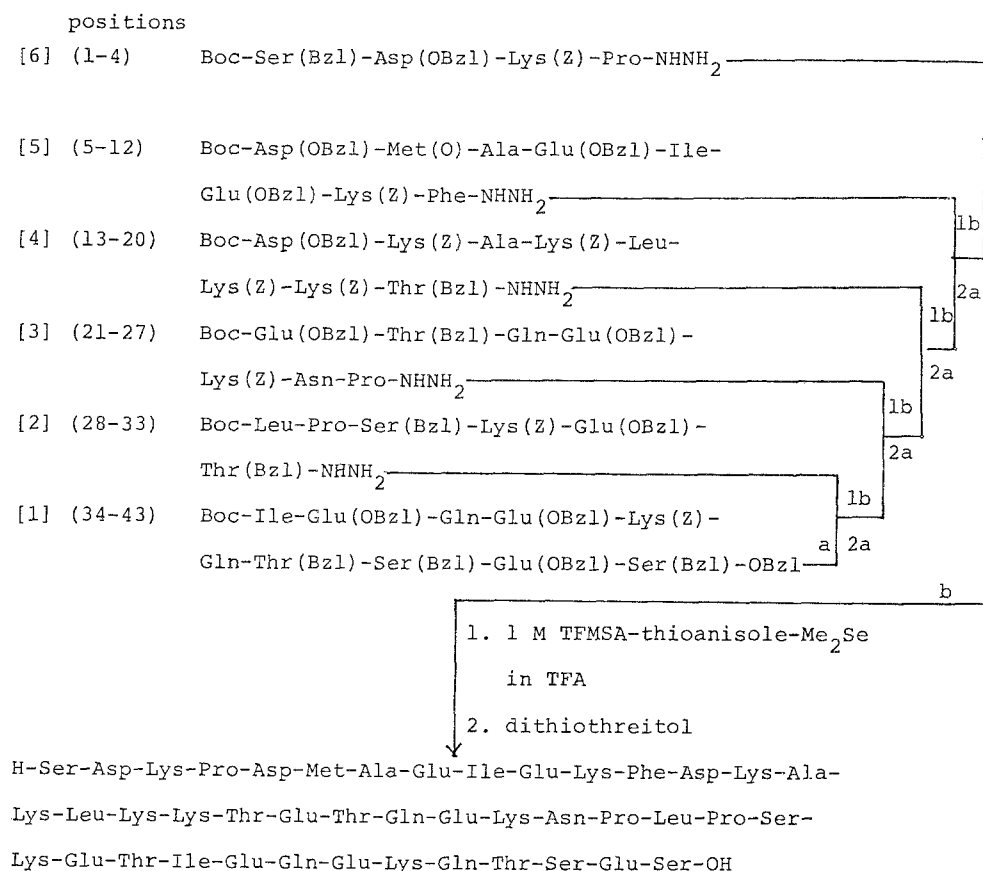 positions
[6] (1-4) Boc-Ser(Bzl)-Asp(OBzl)-Lys(Z)-Pro-NHNH2
[5] (5-12) Boc-Asp(OBzl)-Met(O)-Ala-Glu(OBzl)-Ile-
Glu(OBzl)-Lys(Z)-Phe-NHNH2
1b
[4] (13-20) Boc-Asp(OBzl)-Lys(Z)-Ala-Lys(Z)-Leu-
Lys(Z)-Lys(Z)-Thr(Bzl)-NHNH2
2a
1b
[3] (21-27) Boc-Glu(OBzl)-Thr(Bzl)-Gln-Glu(OBzl)-
2a
Lys(Z)-Asn-Pro-NHNH2
1b
[2] (28-33) Boc-Leu-Pro-Ser(Bzl)-Lys(Z)-Glu(OBzl)-
2a
Thr(Bzl)-NHNH2
1b
[1] (34-43) Boc-Ile-Glu(OBzl)-Gln-Glu(OBzl)-Lys(Z)-
a 2a
Gln-Thr(Bzl)-Ser(Bzl)-Glu(OBzl)-Ser(Bzl)-OBzl
b
1. 1 M TFMSA-thioanisole-Me2Se
in TFA
2. dithiothreitol
H-Ser-Asp-Lys-Pro-Asp-Met-Ala-Glu-Ile-Glu-Lys-Phe-Asp-Lys-Ala-
Lys-Leu-Lys-Lys-Thr-Glu-Thr-Gln-Glu-Lys-Asn-Pro-Leu-Pro-Ser-
Lys-Glu-Thr-Ile-Glu-Gln-Glu-Lys-Gln-Thr-Ser-Glu-Ser-OH